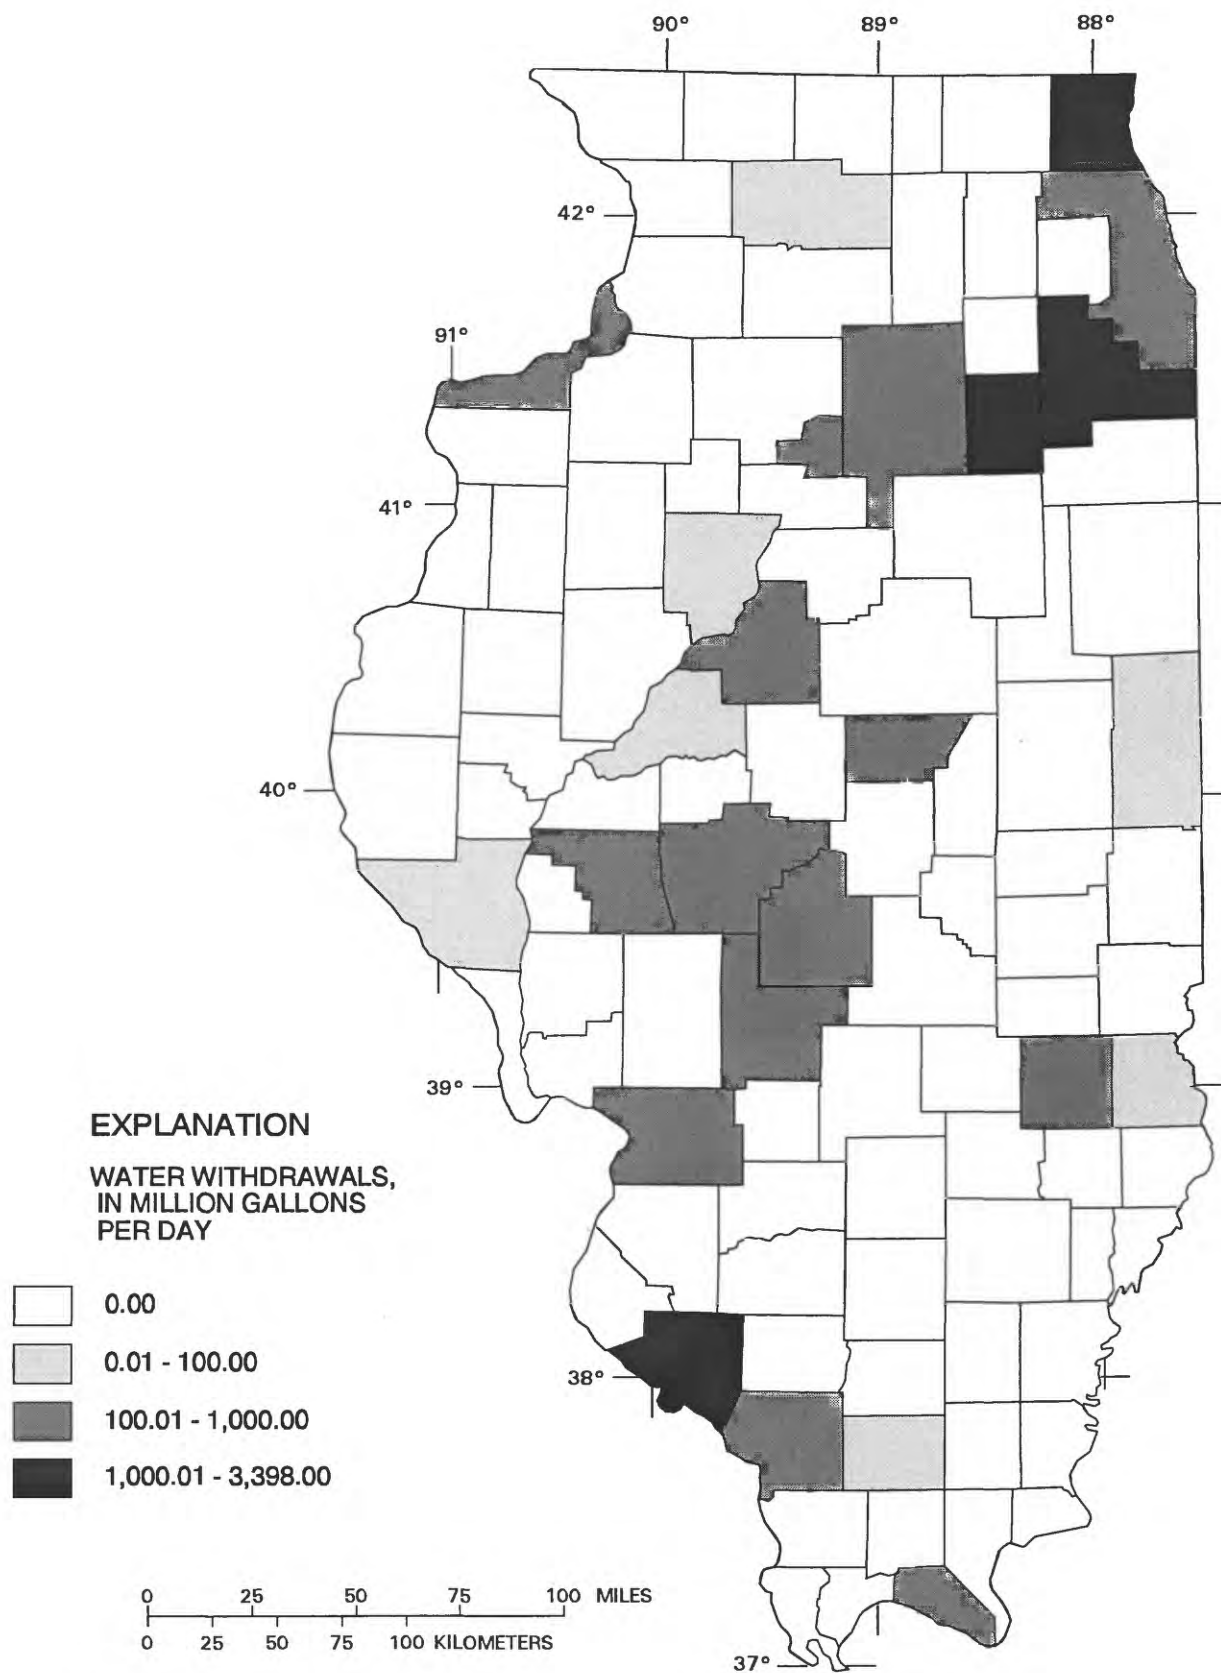 90° 89° 88°
42°
91°
41°
40°
39°
EXPLANATION
WATER WITHDRAWALS,
IN MILLION GALLONS
PER DAY
0.00
0.01 - 100.00
100.01 - 1,000.00
1,000.01 - 3,398.00
38°
0 25 50 75 100 MILES
0 25 50 75 100 KILOMETERS
37°